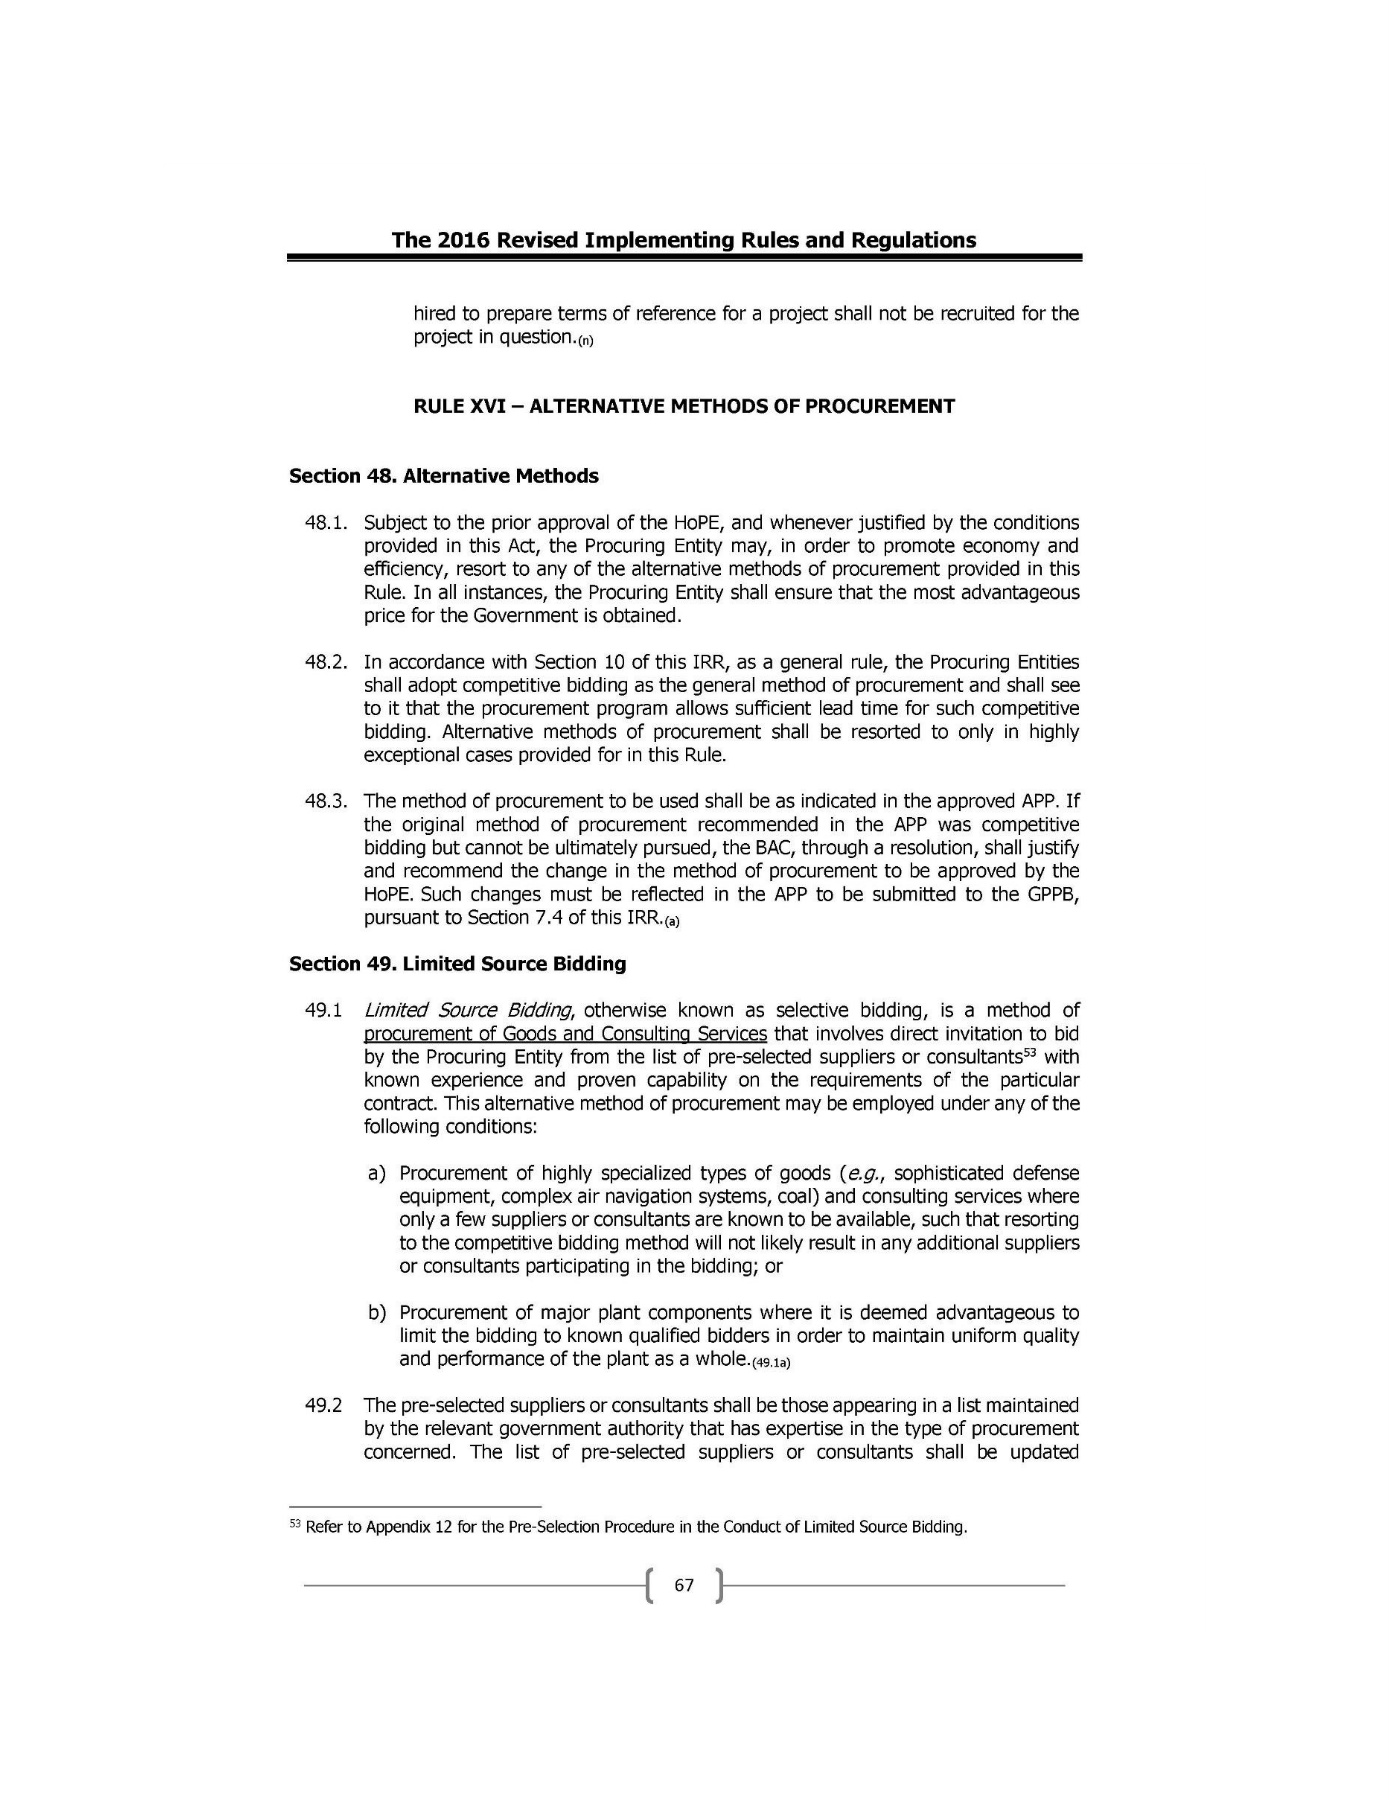 The 2016 Revised Implementing Rules and Regulations
hired to prepare terms of reference for a project shall not be recruited for the
project in question.(n)
RULE XVI – ALTERNATIVE METHODS OF PROCUREMENT
Section 48. Alternative Methods
48.1. Subject to the prior approval of the HoPE, and whenever justified by the conditions
provided in this Act, the Procuring Entity may, in order to promote economy and
efficiency, resort to any of the alternative methods of procurement provided in this
Rule. In all instances, the Procuring Entity shall ensure that the most advantageous
price for the Government is obtained.
48.2. In accordance with Section 10 of this IRR, as a general rule, the Procuring Entities
shall adopt competitive bidding as the general method of procurement and shall see
to it that the procurement program allows sufficient lead time for such competitive
bidding. Alternative methods of procurement shall be resorted to only in highly
exceptional cases provided for in this Rule.
48.3. The method of procurement to be used shall be as indicated in the approved APP. If
the original method of procurement recommended in the APP was competitive
bidding but cannot be ultimately pursued, the BAC, through a resolution, shall justify
and recommend the change in the method of procurement to be approved by the
HoPE. Such changes must be reflected in the APP to be submitted to the GPPB,
pursuant to Section 7.4 of this IRR.(a)
Section 49. Limited Source Bidding
49.1 Limited Source Bidding, otherwise known as selective bidding, is a method of
procurement of Goods and Consulting Services that involves direct invitation to bid
by the Procuring Entity from the list of pre-selected suppliers or consultants53 with
known experience and proven capability on the requirements of the particular
contract. This alternative method of procurement may be employed under any of the
following conditions:
a) Procurement of highly specialized types of goods (e.g., sophisticated defense
equipment, complex air navigation systems, coal) and consulting services where
only a few suppliers or consultants are known to be available, such that resorting
to the competitive bidding method will not likely result in any additional suppliers
or consultants participating in the bidding; or
b) Procurement of major plant components where it is deemed advantageous to
limit the bidding to known qualified bidders in order to maintain uniform quality
and performance of the plant as a whole.(49.1a)
49.2 The pre-selected suppliers or consultants shall be those appearing in a list maintained
by the relevant government authority that has expertise in the type of procurement
concerned. The list of pre-selected suppliers or consultants shall be updated
53 Refer to Appendix 12 for the Pre-Selection Procedure in the Conduct of Limited Source Bidding.
67